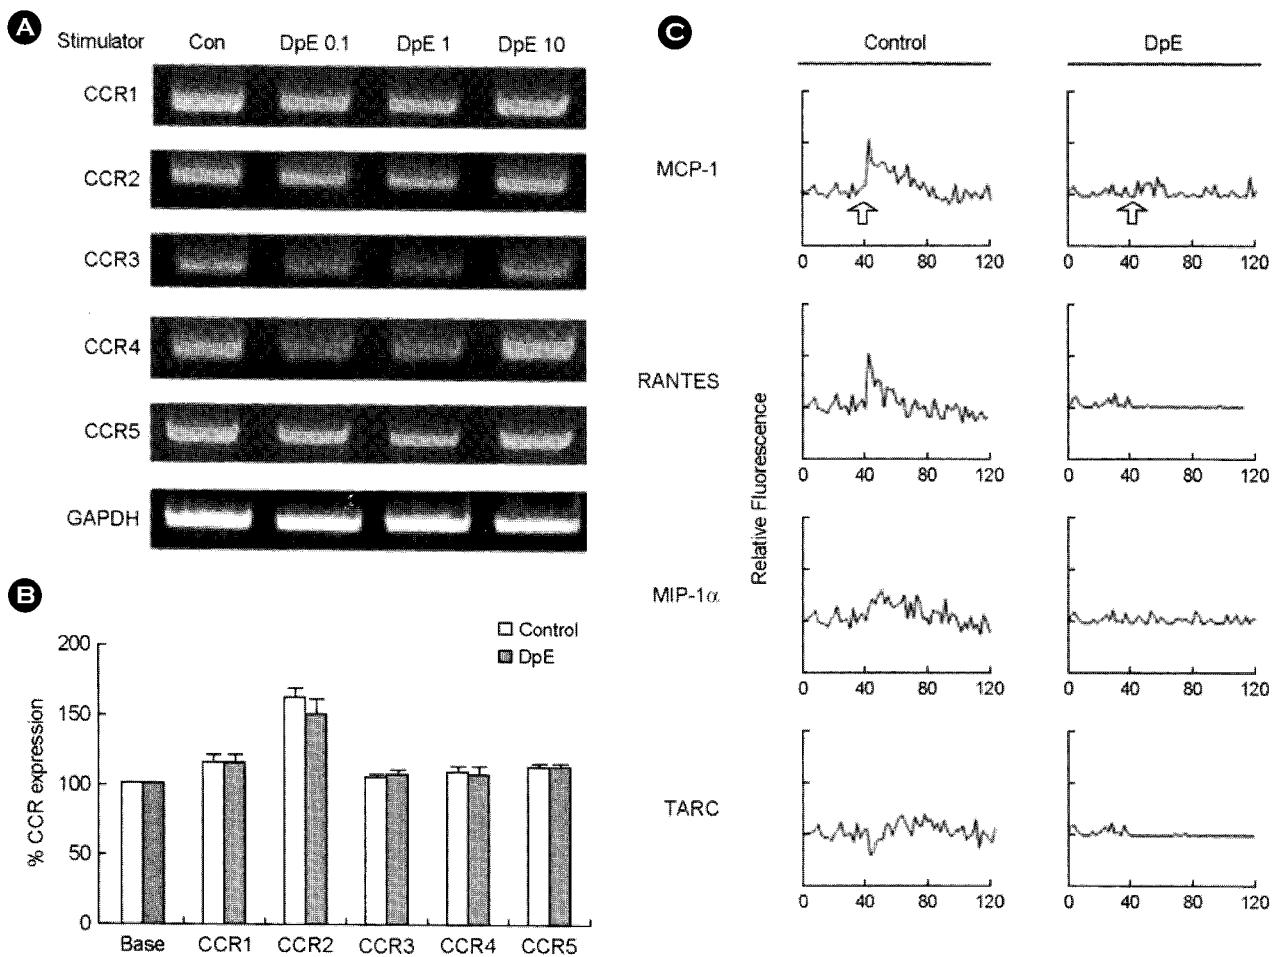 A
Stimulator Con DpE 0.1 DpE 1 DpE 10
CCR1
CCR2
CCR3
CCR4
CCR5
GAPDH
B
% CCR expression
200
150
100
50
0
Control
DpE
Base CCR1 CCR2 CCR3 CCR4 CCR5
C
Control DpE
Relative Fluorescence
MCP-1
0 40 80 120 0 40 80 120
RANTES
0 40 80 120 0 40 80 120
MIP-1α
0 40 80 120 0 40 80 120
TARC
0 40 80 120 0 40 80 120